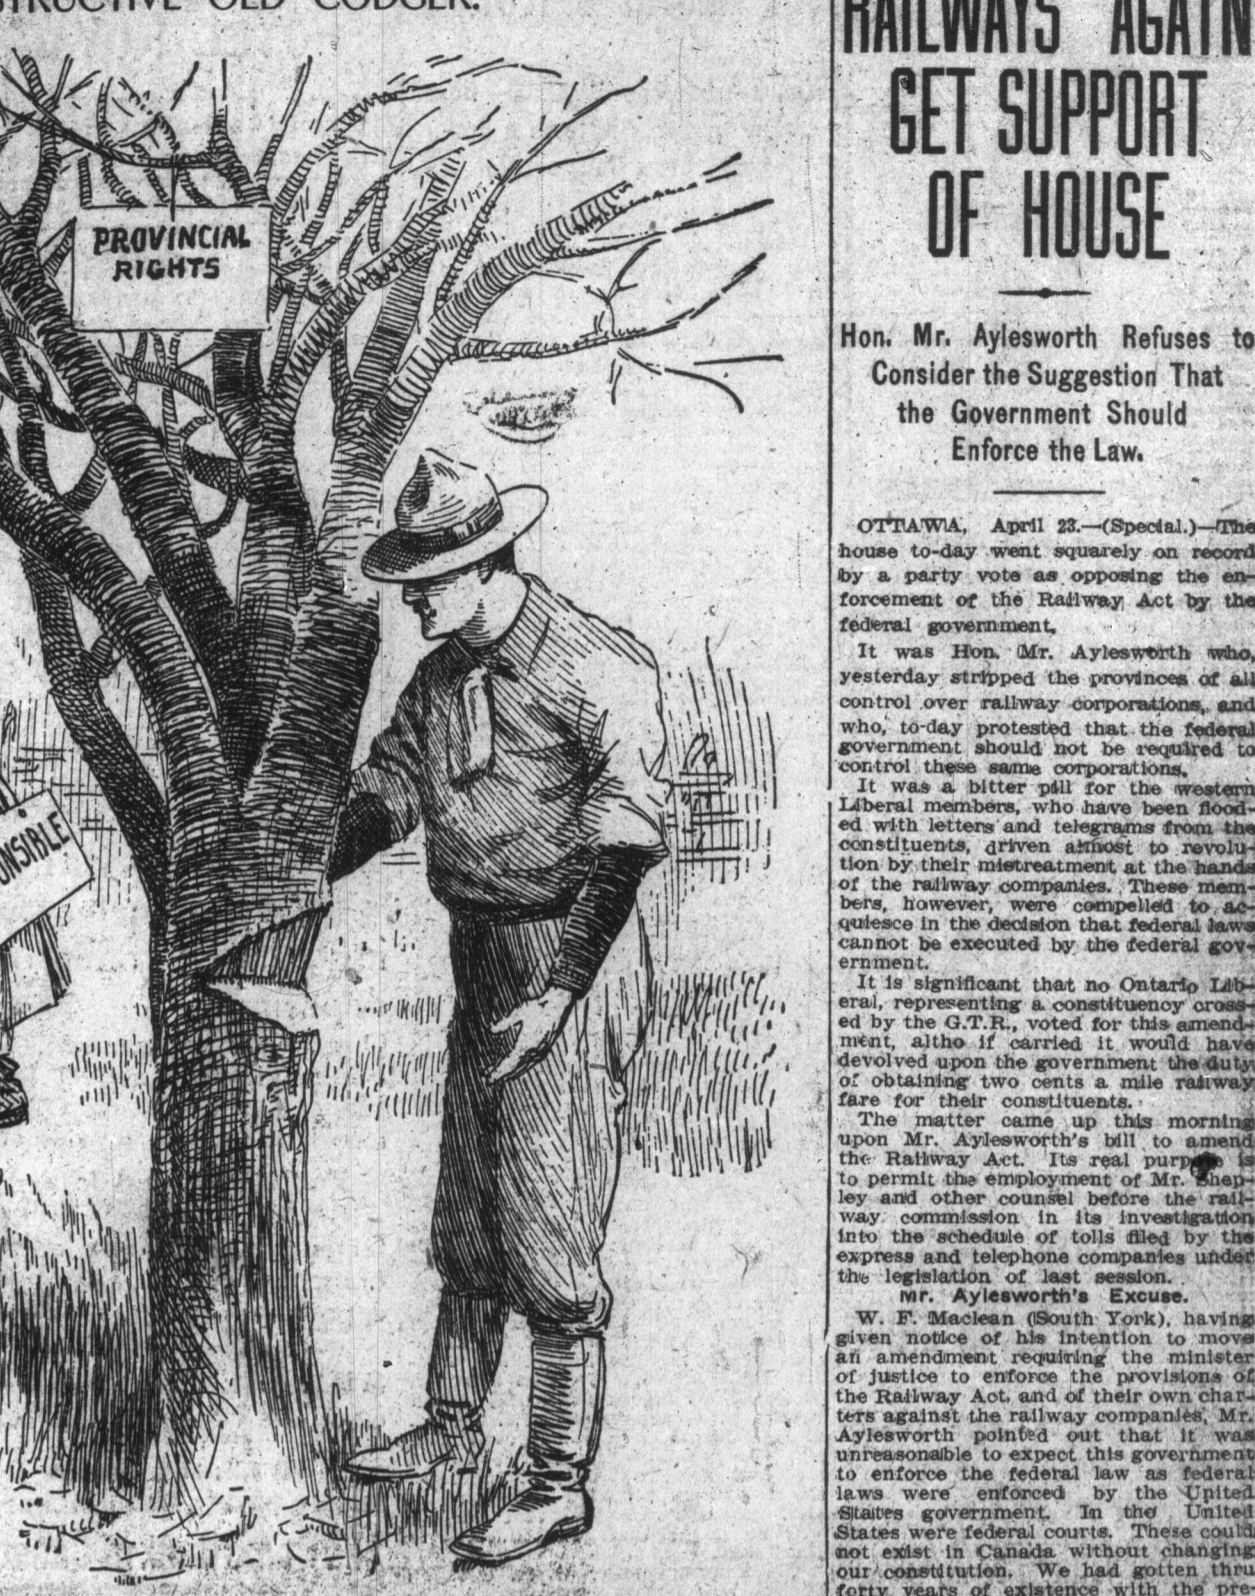 STRUCTIVE OLD CODGER.
PROVINCIAL
RIGHTS
ONSIBLE
RAILWAYS AGAIN
GET SUPPORT
OF HOUSE
Hon. Mr. Aylesworth Refuses to
Consider the Suggestion That
the Government Should
Enforce the Law.
OTTAWA, April 23.—(Special.)—The
house to-day went squarely on record
by a party vote as opposing the en-
forcement of the Railway Act by the
federal government.
It was Hon. Mr. Aylesworth who,
yesterday stripped the provinces of all
control over railway corporations, and
who, to-day protested that the federal
government should not be required to
control these same corporations.
It was a bitter pill for the western
Liberal members, who have been flood-
ed with letters and telegrams from the
constituents, driven almost to revolu-
tion by their mistreatment at the hands
of the railway companies. These mem-
bers, however, were compelled to ac-
quiesce in the decision that federal laws
cannot be executed by the federal gov-
ernment.
It is significant that no Ontario Lib-
eral, representing a constituency cross-
ed by the G.T.R., voted for this amend-
ment, altho if carried it would have
devolved upon the government the duty
of obtaining two cents a mile railway
fare for their constituents.
The matter came up this morning
upon Mr. Aylesworth's bill to amend
the Railway Act. Its real purpose is
to permit the employment of Mr. Shep-
ley and other counsel before the rail-
way commission in its investigation
into the schedule of tolls filed by the
express and telephone companies under
the legislation of last session.
Mr. Aylesworth's Excuse.
W. F. Maclean (South York), having
given notice of his intention to move
an amendment requiring the minister
of justice to enforce the provisions of
the Railway Act, and of their own char-
ters against the railway companies, Mr.
Aylesworth pointed out that it was
unreasonable to expect this government
to enforce the federal law as federal
laws were enforced by the United
States government. In the United
States were federal courts. These could
not exist in Canada without changing
our constitution. We had gotten thru
forty years of existence with the pro-